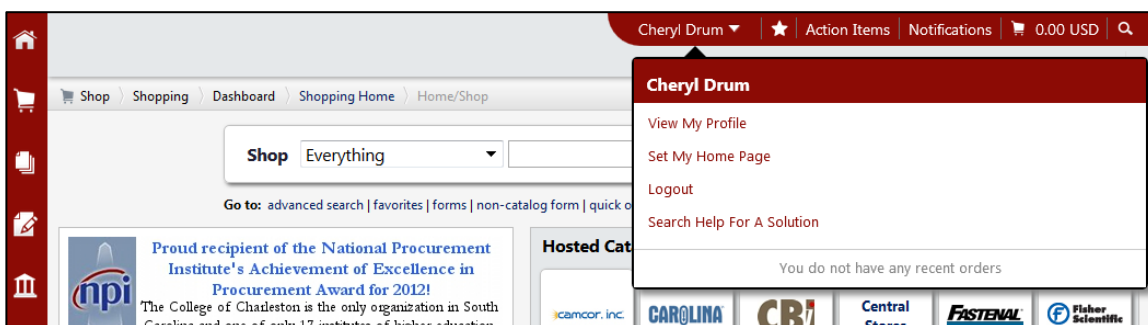 Cheryl Drum Action Items Notifications 0.00 USD
Cheryl Drum
Shop Shopping Dashboard Shopping Home Home/Shop
View My Profile
Set My Home Page
Shop Everything
Logout
Go to: advanced search | favorites | forms | non-catalog form | quick o
Search Help For A Solution
Proud recipient of the National Procurement
Institute's Achievement of Excellence in
Procurement Award for 2012!
The College of Charleston is the only organization in South
npi
Hosted Cat
You do not have any recent orders
camcor, inc.
CAROLINA
CBi
Central
FASTENAL
Fisher
Scientific